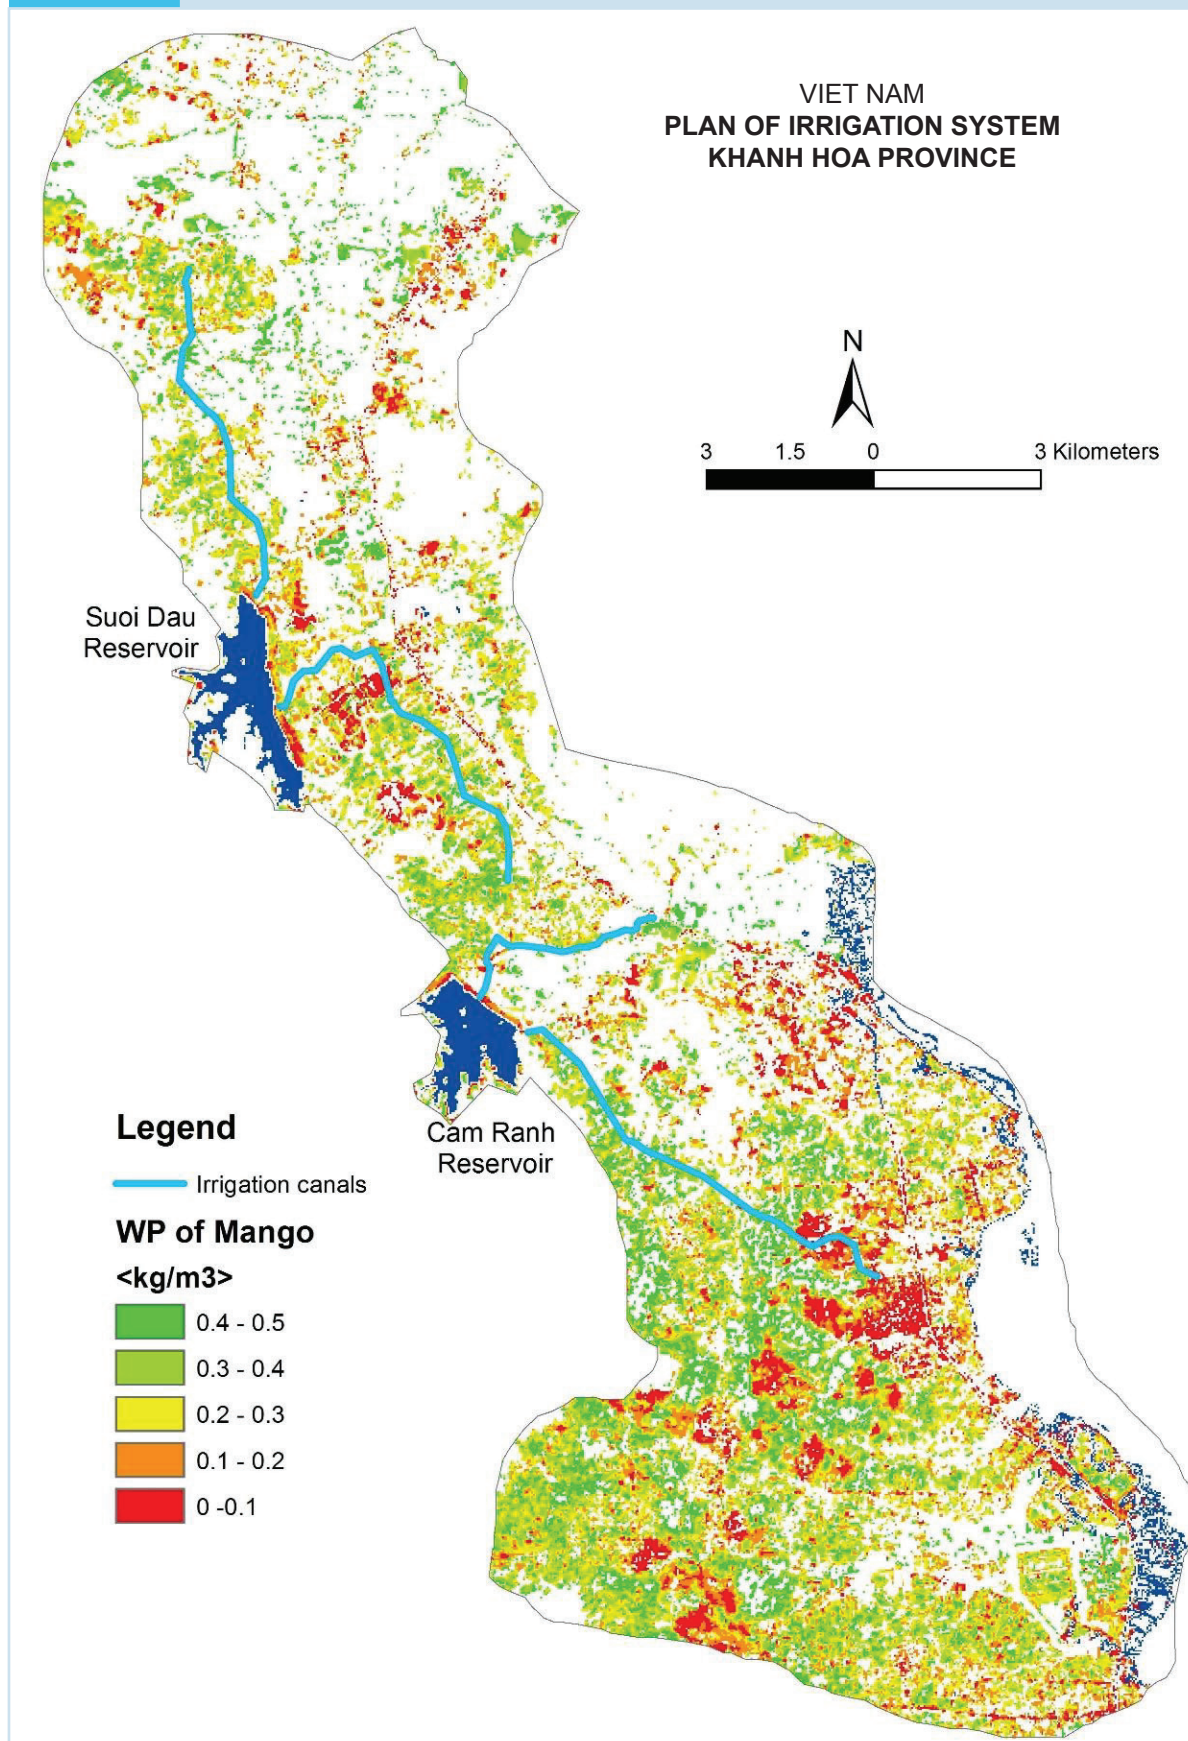 VIET NAM
PLAN OF IRRIGATION SYSTEM
KHANH HOA PROVINCE
N
3 1.5 0 3 Kilometers
Suoi Dau
Reservoir
Cam Ranh
Reservoir
Legend
Irrigation canals
WP of Mango
<kg/m3>
0.4 - 0.5
0.3 - 0.4
0.2 - 0.3
0.1 - 0.2
0 -0.1